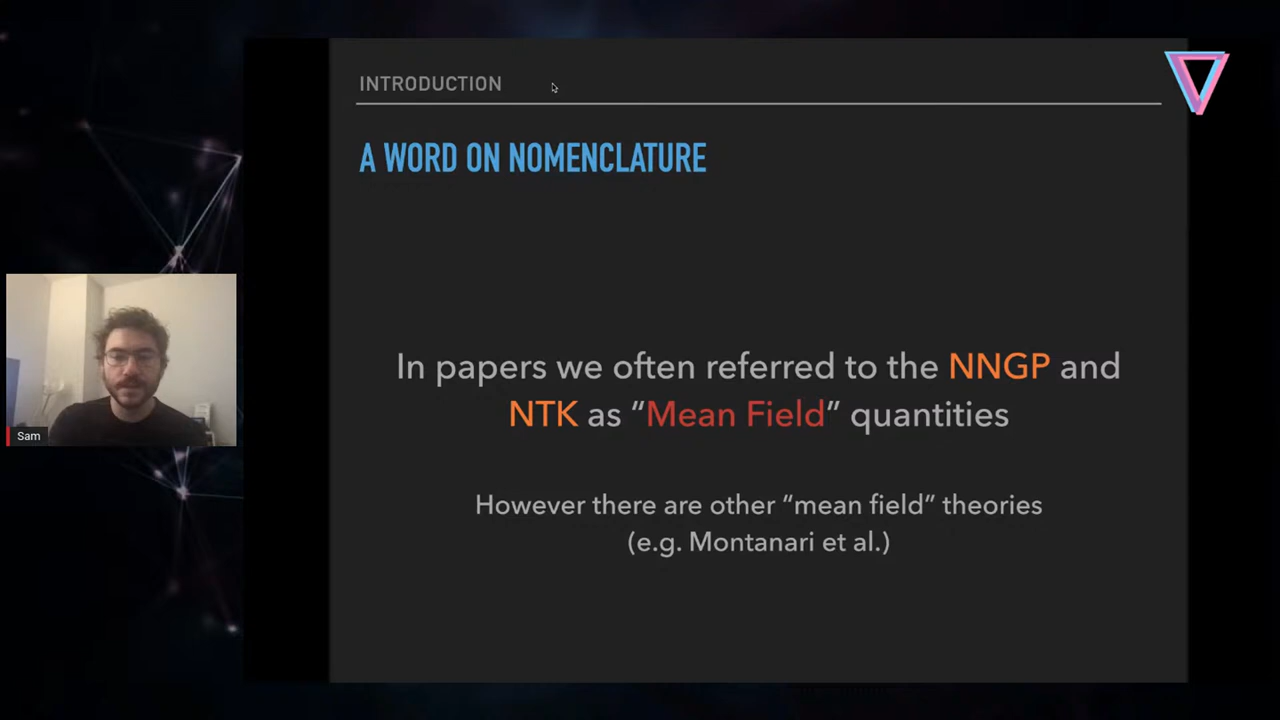 INTRODUCTION
A WORD ON NOMENCLATURE
In papers we often referred to the NNGP and
NTK as “Mean Field” quantities
However there are other “mean field” theories
(e.g. Montanari et al.)
Sam